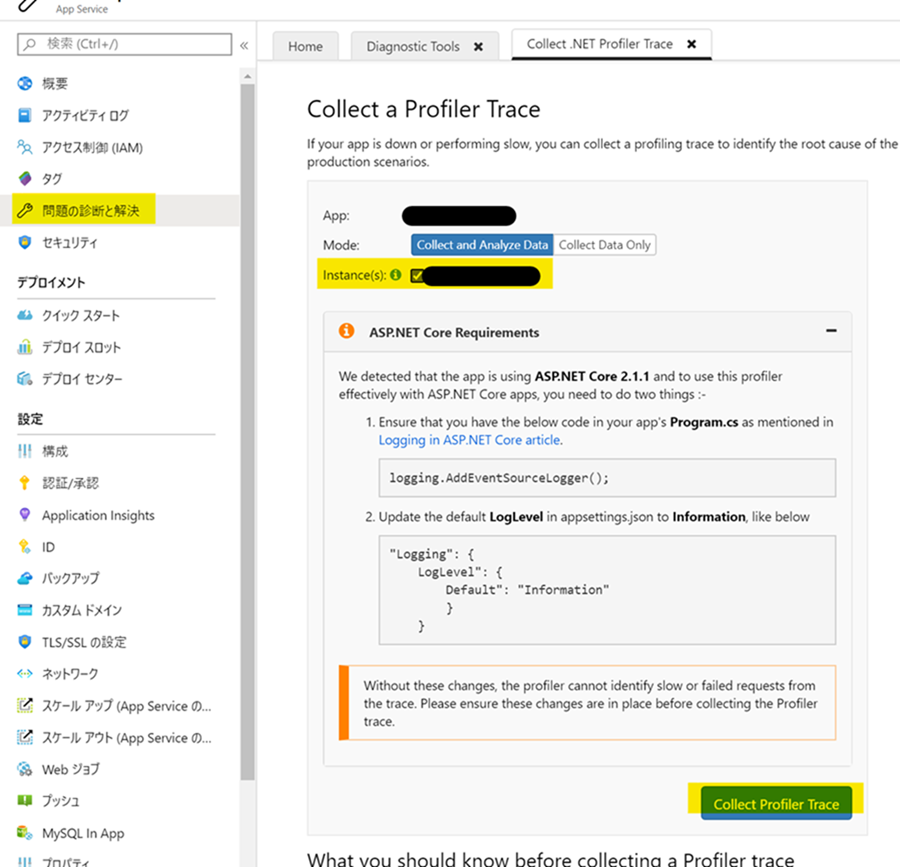 App Service
検索 (Ctrl+/)
«
概要
アクティビティ ログ
アクセス制御 (IAM)
タグ
問題の診断と解決
セキュリティ
デプロイメント
クイック スタート
デプロイ スロット
デプロイ センター
設定
構成
認証/承認
Application Insights
ID
バックアップ
カスタム ドメイン
TLS/SSL の設定
ネットワーク
スケール アップ (App Service の...
スケール アウト (App Service の...
Web ジョブ
プッシュ
MySQL In App
プロパティ
Home
Diagnostic Tools
Collect .NET Profiler Trace
Collect a Profiler Trace
If your app is down or performing slow, you can collect a profiling trace to identify the root cause of the
production scenarios.
App:
Mode: Collect and Analyze Data Collect Data Only
Instance(s):
ASP.NET Core Requirements
We detected that the app is using ASP.NET Core 2.1.1 and to use this profiler
effectively with ASP.NET Core apps, you need to do two things :-
1. Ensure that you have the below code in your app's Program.cs as mentioned in
Logging in ASP.NET Core article.
logging.AddEventSourceLogger();
2. Update the default LogLevel in appsettings.json to Information, like below
"Logging": {
LogLevel": {
Default": "Information"
}
}
Without these changes, the profiler cannot identify slow or failed requests from
the trace. Please ensure these changes are in place before collecting the Profiler
trace.
Collect Profiler Trace
What you should know before collecting a Profiler trace